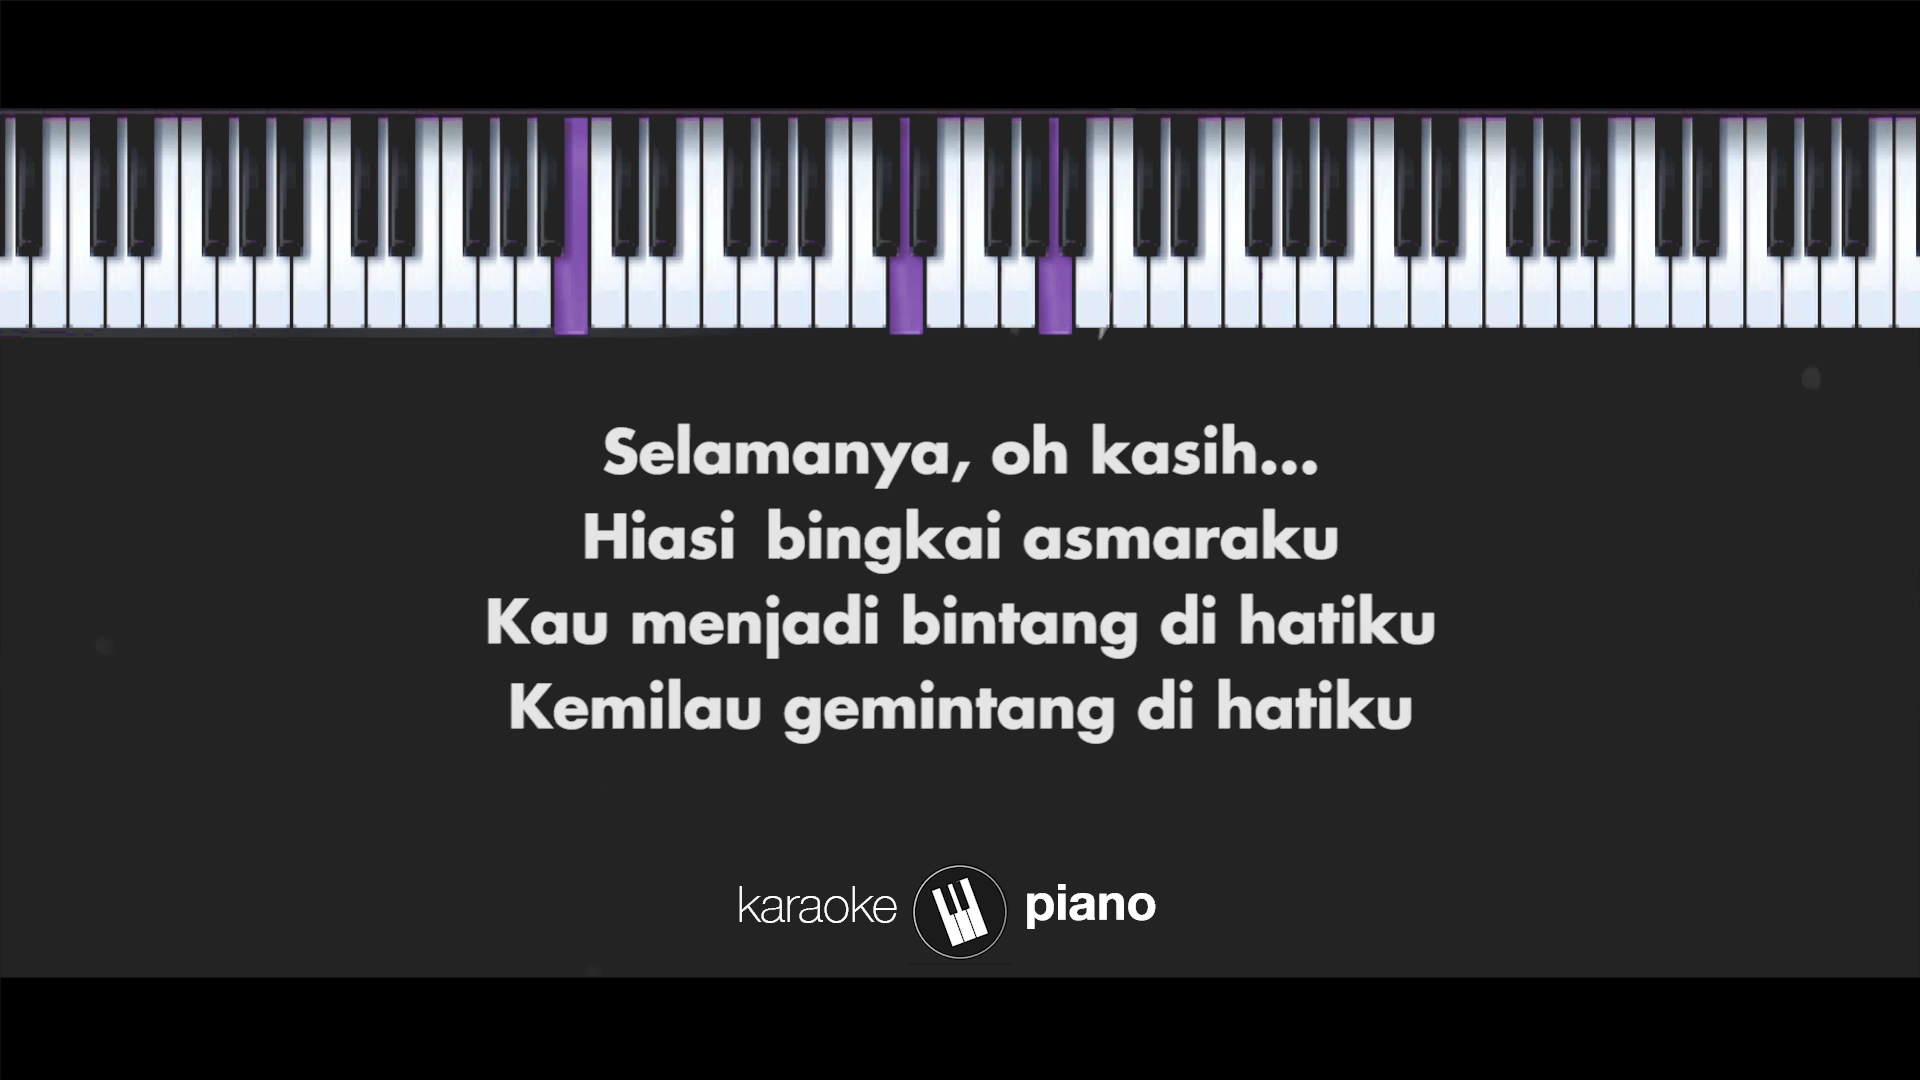 Selamanya, oh kasih...
Hiasi bingkai asmaraku
Kau menjadi bintang di hatiku
Kemilau gemintang di hatiku
karaoke piano